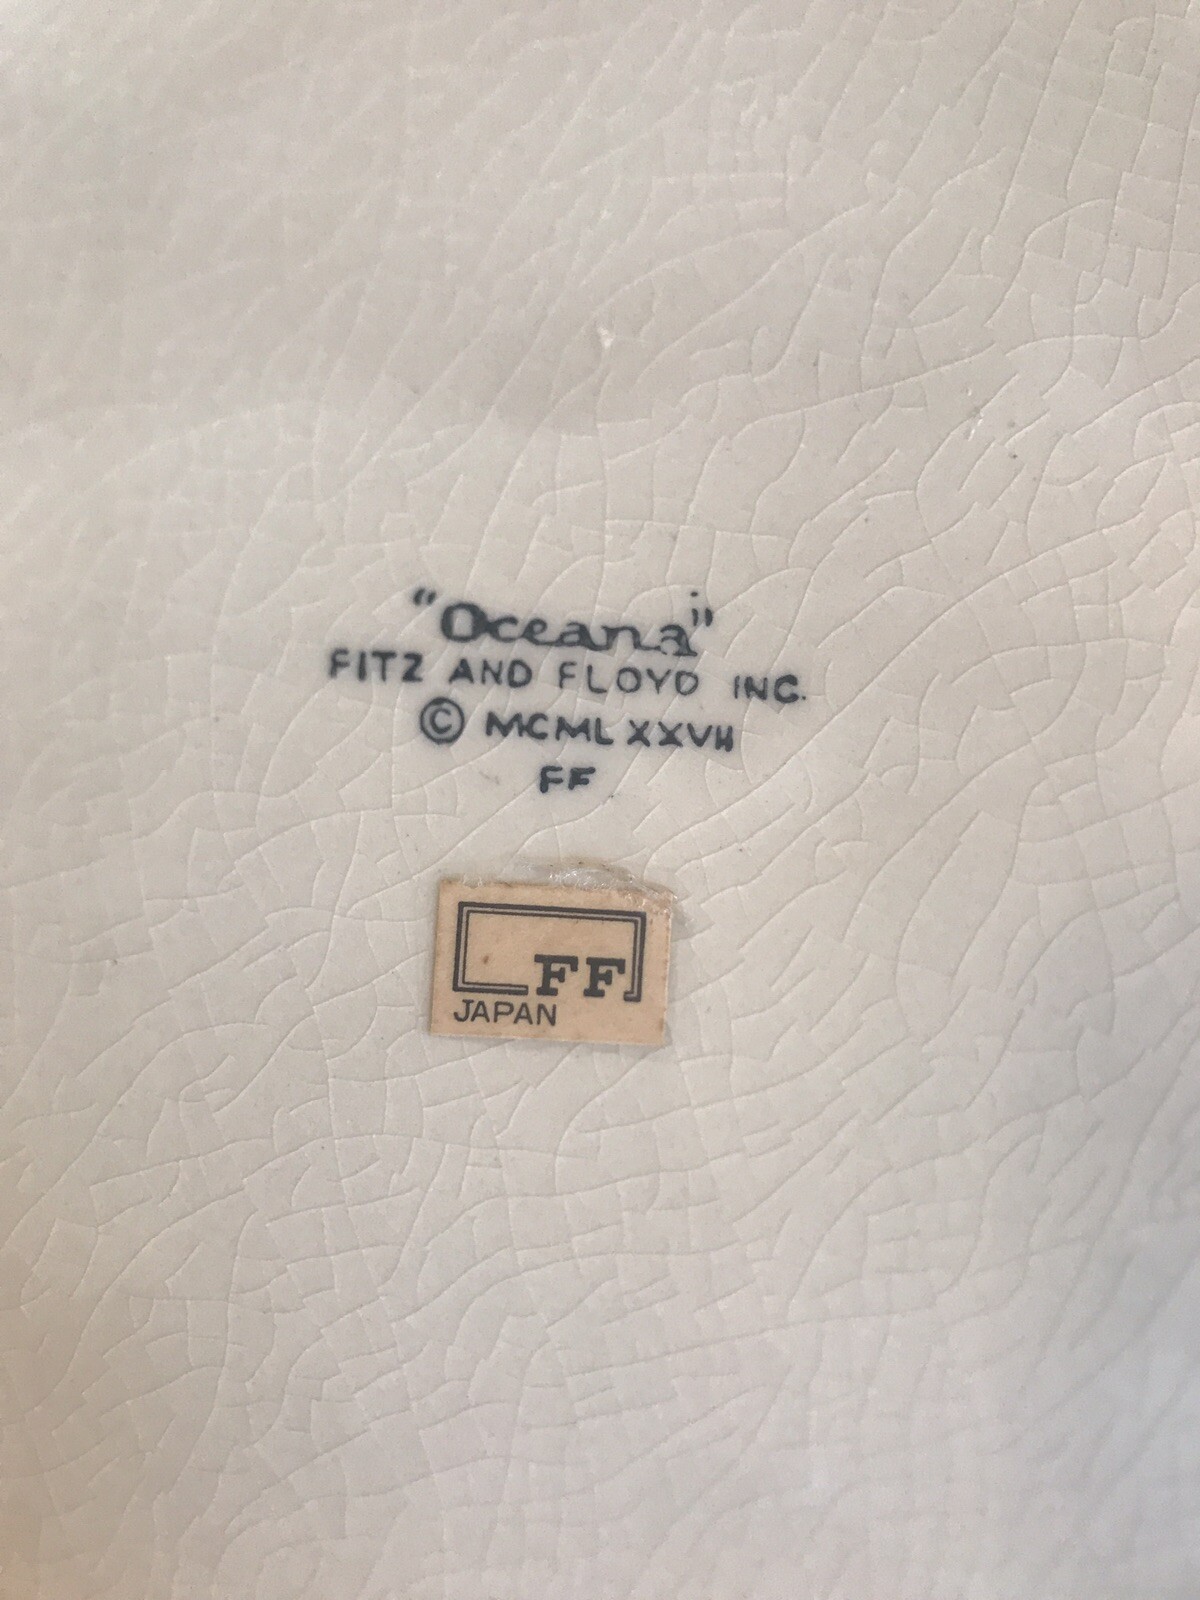 "Oceana"
FITZ AND FLOYD INC.
© MCMLXXVII
FF
FF
JAPAN